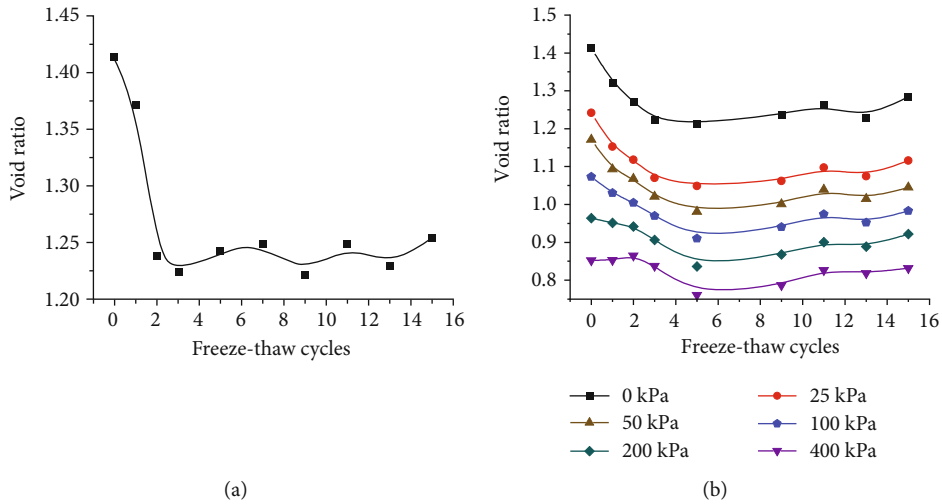 1.45
1.40
1.35
1.30
1.25
1.20
Void ratio
0 2 4 6 8 10 12 14 16
Freeze-thaw cycles
(a)
1.5
1.4
1.3
1.2
1.1
1.0
0.9
0.8
Void ratio
0 2 4 6 8 10 12 14 16
Freeze-thaw cycles
0 kPa 25 kPa
50 kPa 100 kPa
200 kPa 400 kPa
(b)